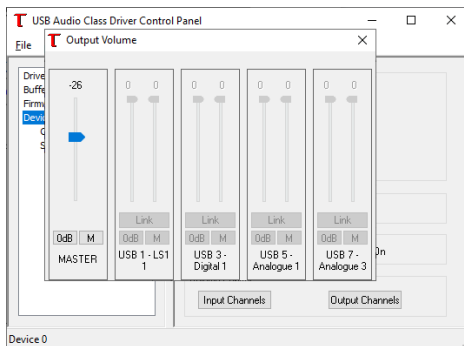 USB Audio Class Driver Control Panel
File
Output Volume
-26
0dB M
MASTER
0 0
Link
0dB M
USB 1 - LS1
1
0 0
Link
0dB M
USB 3 -
Digital 1
0 0
Link
0dB M
USB 5 -
Analogue 1
0 0
Link
0dB M
USB 7 -
Analogue 3
Input Channels
Output Channels
Device 0